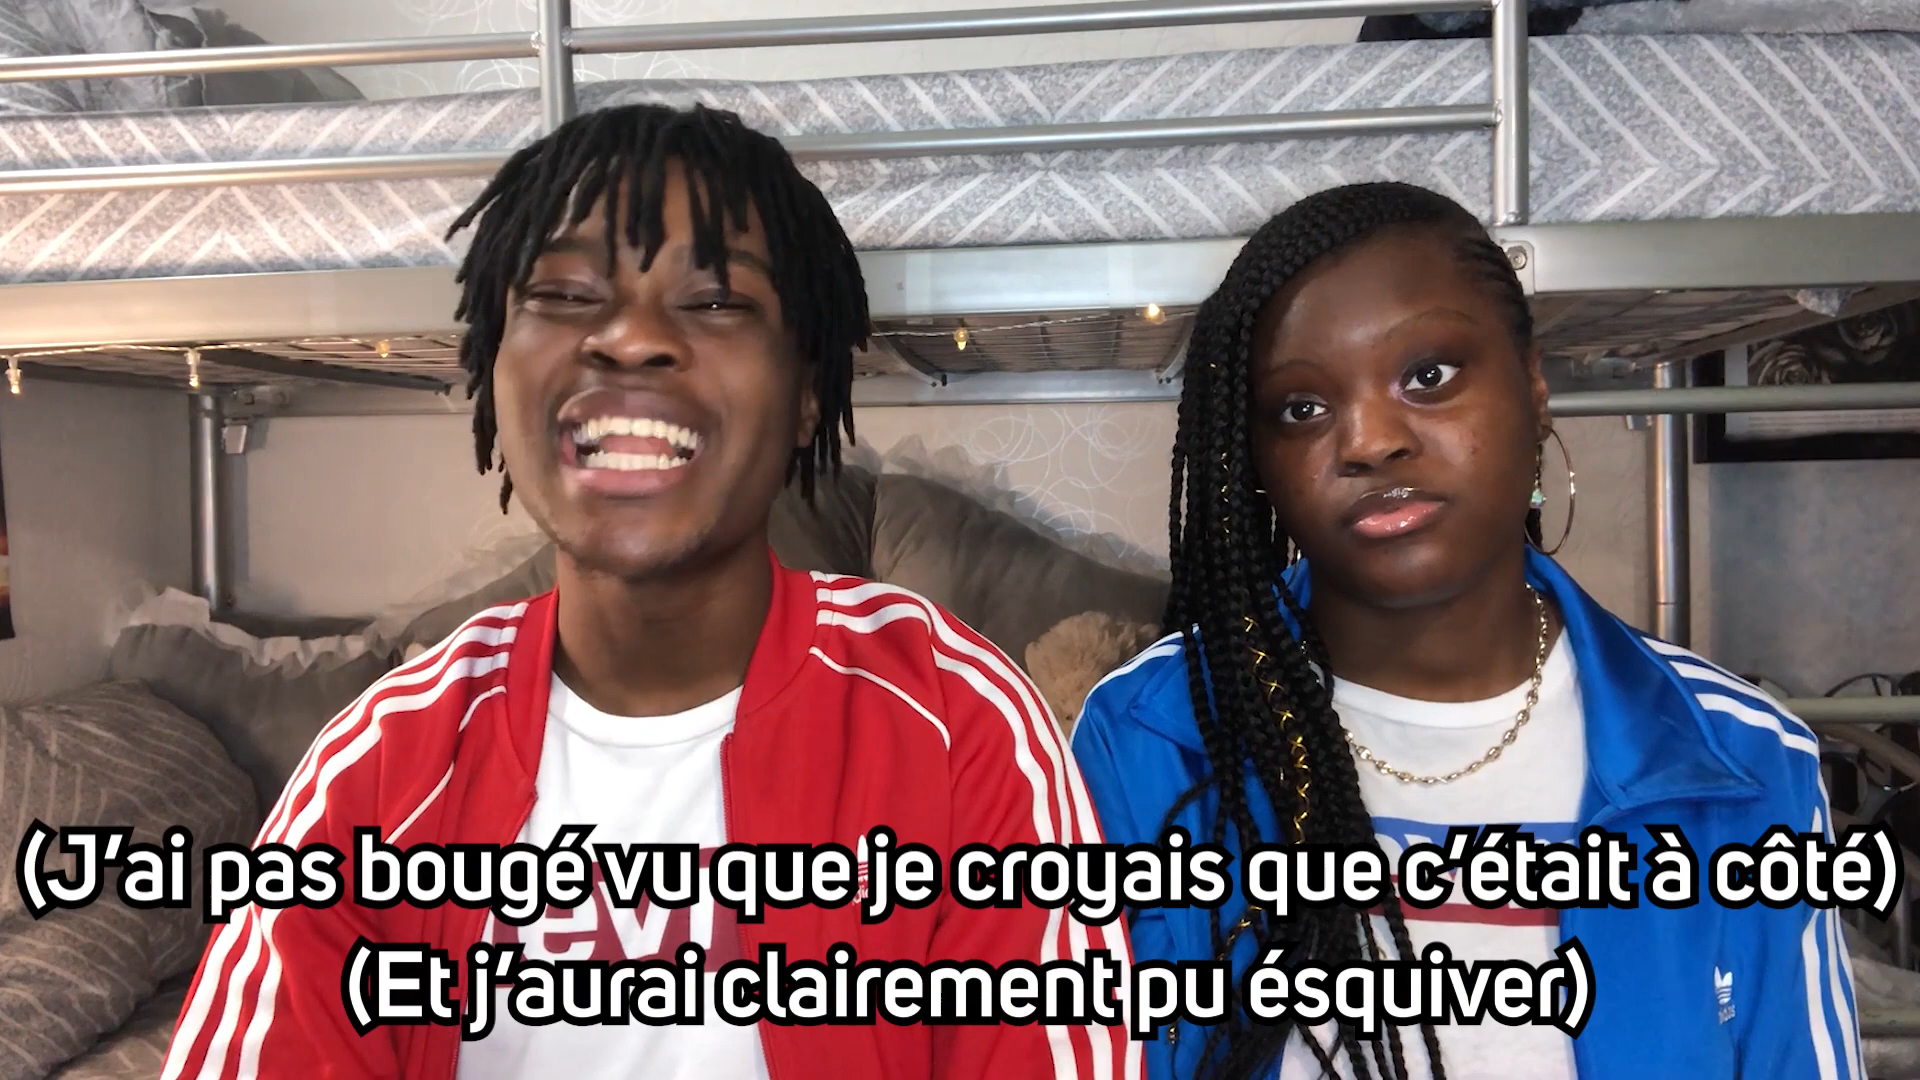 (J'ai pas bougé vu que je croyais que c'était à côté)
(Et j'aurai clairement pu ésquiver)